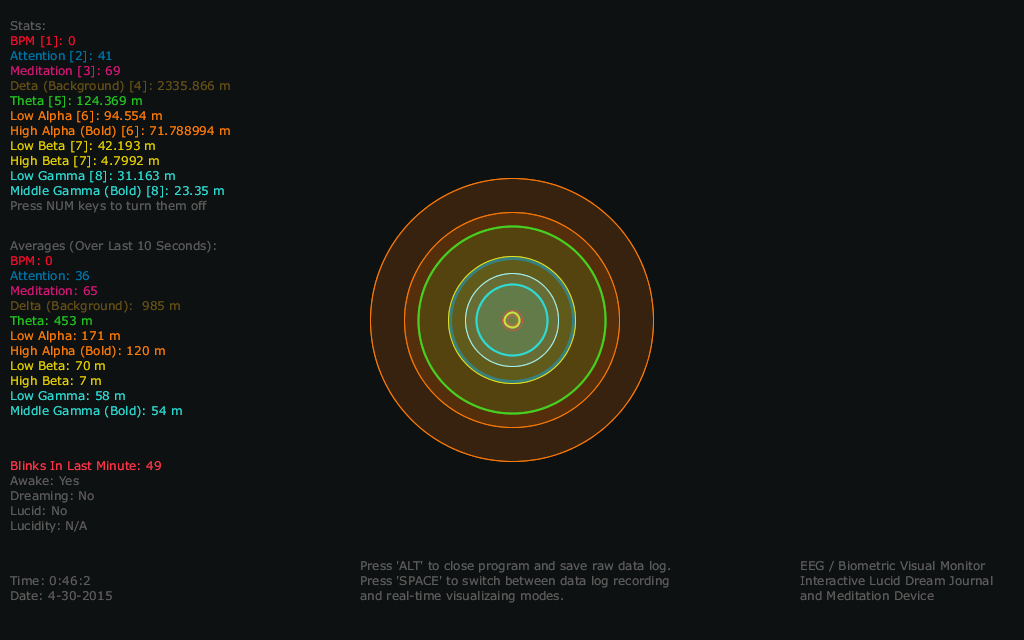 Stats:
BPM [1]: 0
Attention [2]: 41
Meditation [3]: 69
Deta (Background) [4]: 2335.866 m
Theta [5]: 124.369 m
Low Alpha [6]: 94.554 m
High Alpha (Bold) [6]: 71.788994 m
Low Beta [7]: 42.193 m
High Beta [7]: 4.7992 m
Low Gamma [8]: 31.163 m
Middle Gamma (Bold) [8]: 23.35 m
Press NUM keys to turn them off
Averages (Over Last 10 Seconds):
BPM: 0
Attention: 36
Meditation: 65
Delta (Background):  985 m
Theta: 453 m
Low Alpha: 171 m
High Alpha (Bold): 120 m
Low Beta: 70 m
High Beta: 7 m
Low Gamma: 58 m
Middle Gamma (Bold): 54 m
Blinks In Last Minute: 49
Awake: Yes
Dreaming: No
Lucid: No
Lucidity: N/A
Time: 0:46:2
Date: 4-30-2015
Press 'ALT' to close program and save raw data log.
Press 'SPACE' to switch between data log recording
and real-time visualizaing modes.
EEG / Biometric Visual Monitor
Interactive Lucid Dream Journal
and Meditation Device